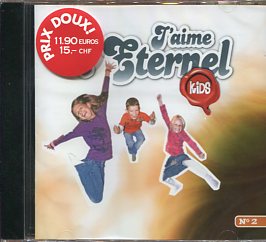 PRIX DOUX!
11.90 EUROS
15.– CHF
J'aime
l'Eternel
KiDS
N° 2